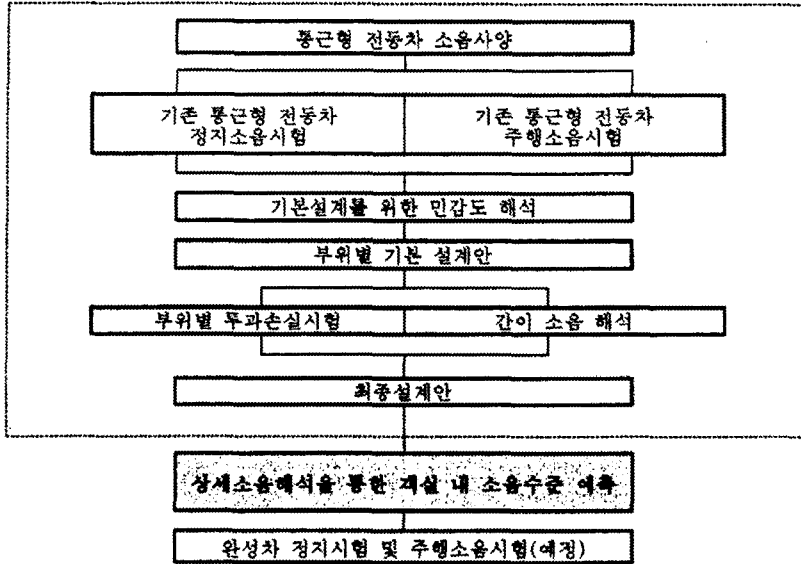 통근형 전동차 소음사양
기존 통근형 전동차
정지소음시험
기존 통근형 전동차
주행소음시험
기본설계를 위한 민감도 해석
부위별 기본 설계안
부위별 투과손실시험
간이 소음 해석
최종설계안
상세소음해석을 통한 객실 내 소음수준 예측
완성차 정지시험 및 주행소음시험(예정)